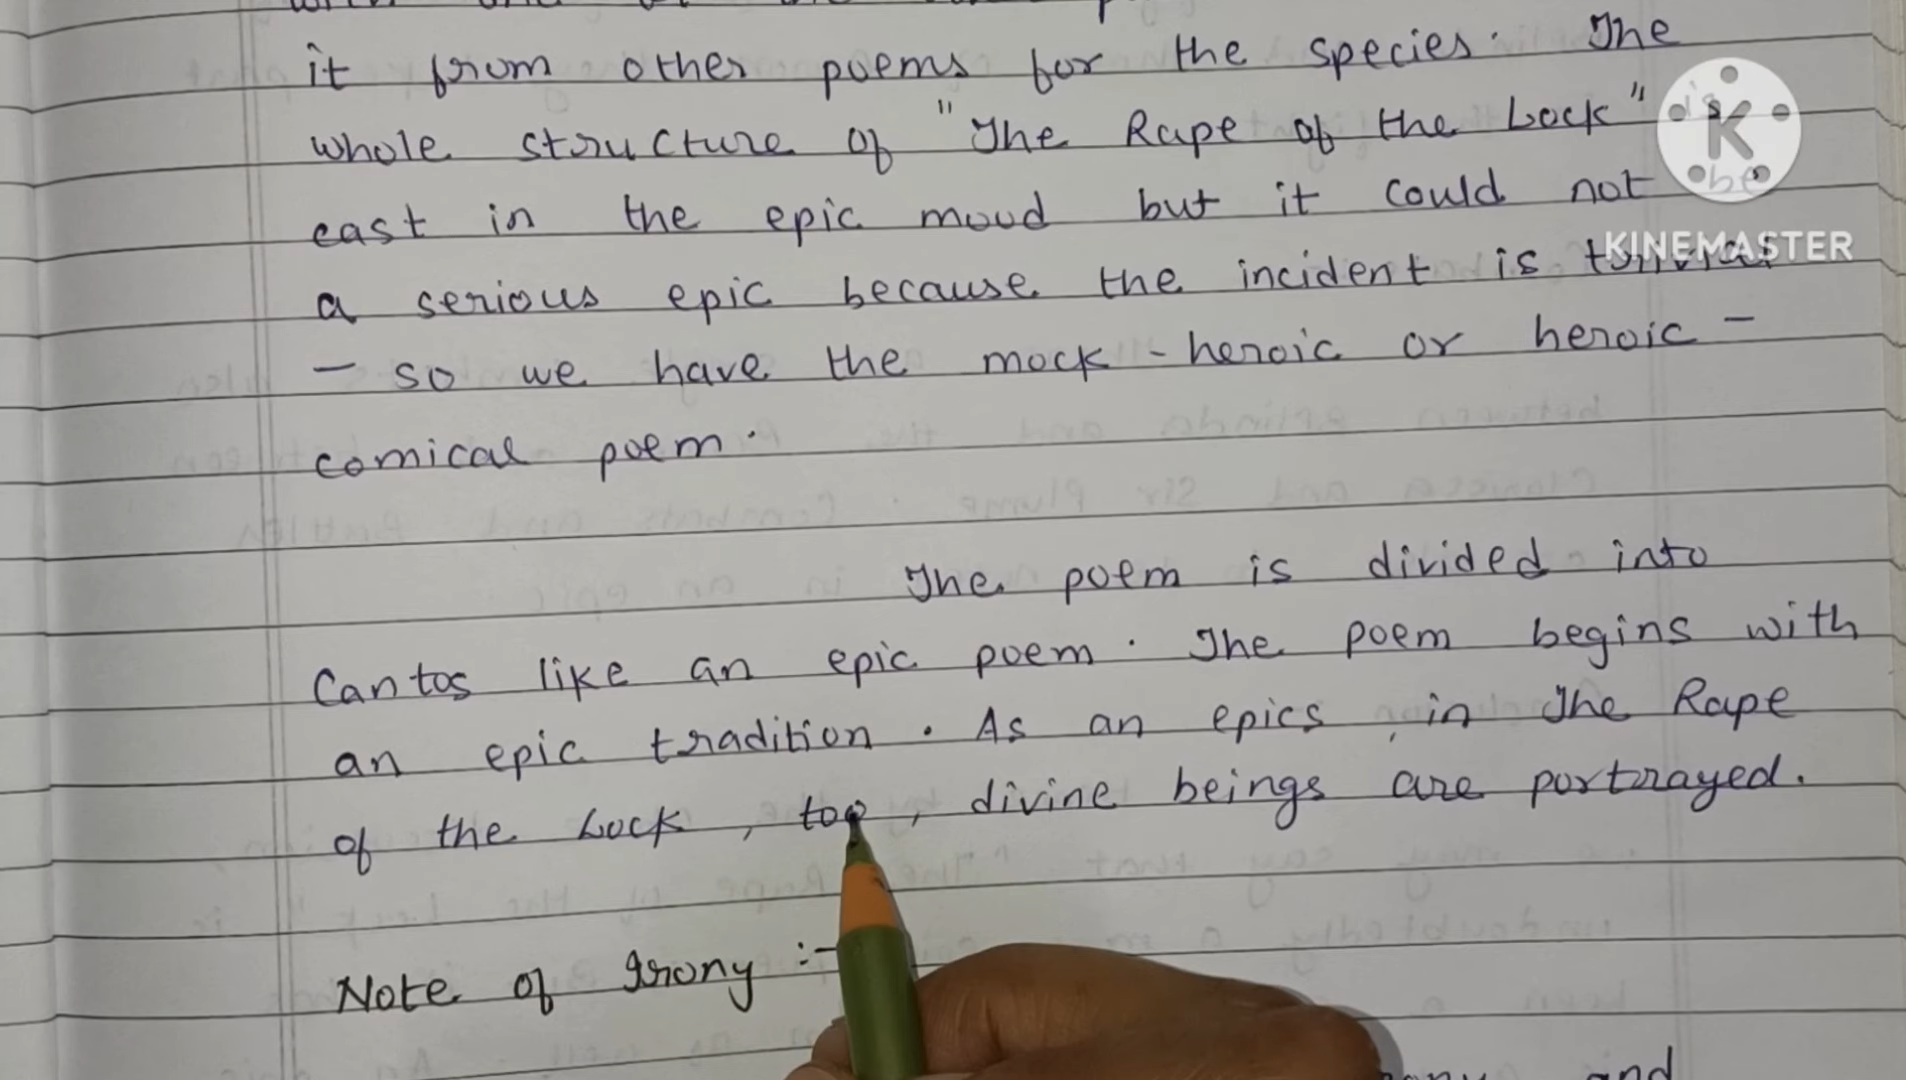 it from other poems for the species. The
whole structure of "The Rape of the Lock" is
cast in the epic mood but it could not be
a serious epic because the incident is trivial
- so we have the mock - heroic or heroic -
comical poem.
The poem is divided into
Cantos like an epic poem. The poem begins with
an epic tradition. As an epics, in The Rape
of the Lock, too, divine beings are portrayed.
Note of Irony :-
and
K
KINEMASTER